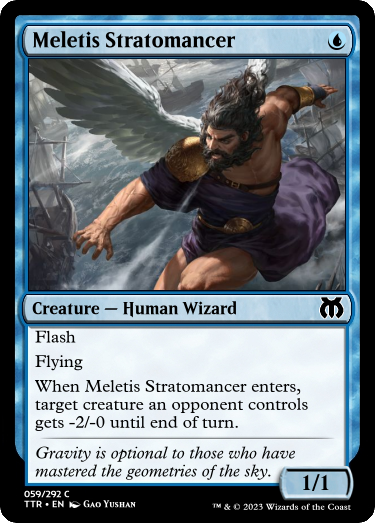 Meletis Stratomancer
Creature — Human Wizard
Flash
Flying
When Meletis Stratomancer enters,
target creature an opponent controls
gets -2/-0 until end of turn.
Gravity is optional to those who have
mastered the geometries of the sky.
1/1
059/292 C
TTR • EN Gao Yushan
™ & © 2023 Wizards of the Coast